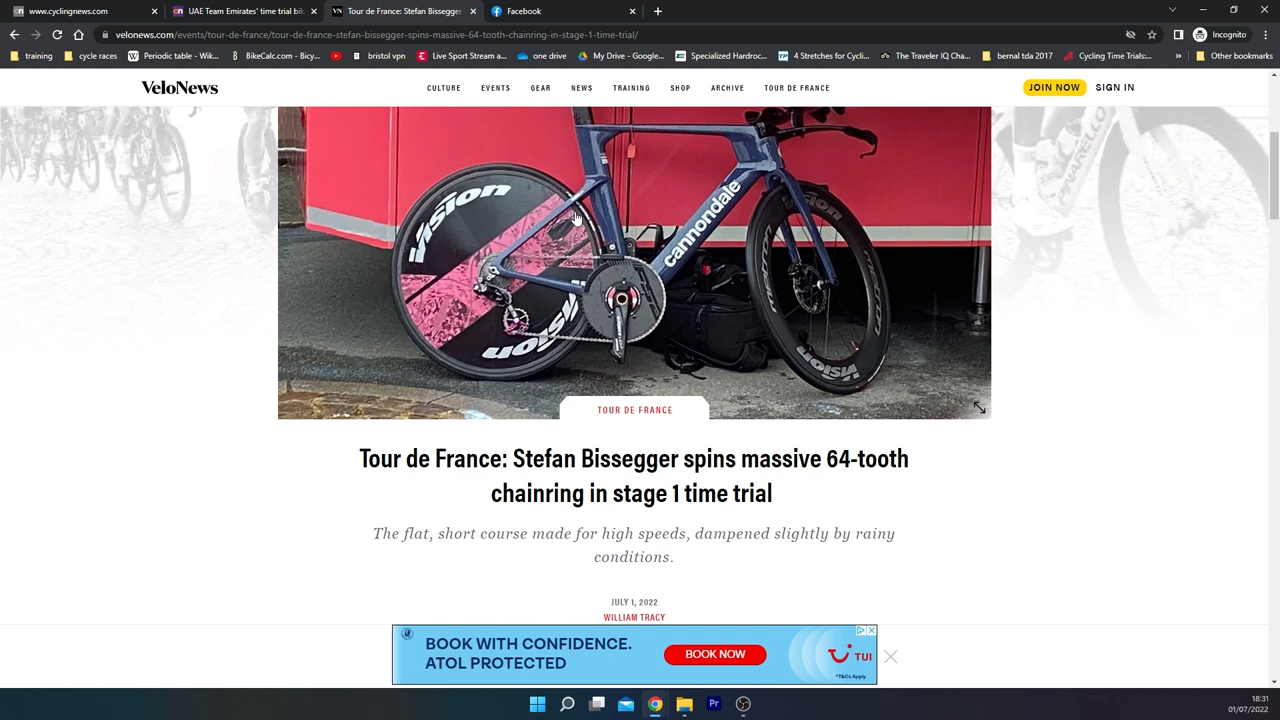 www.cyclingnews.com
UAE Team Emirates' time trial bik
Tour de France: Stefan Bissegger
Facebook
velonews.com/events/tour-de-france/tour-de-france-stefan-bissegger-spins-massive-64-tooth-chainring-in-stage-1-time-trial/
Incognito
training
cycle races
Periodic table - Wik...
BikeCalc.com - Bicy...
bristol vpn
Live Sport Stream a...
one drive
My Drive - Google...
Specialized Hardroc...
4 Stretches for Cycli...
The Traveler IQ Cha...
bernal tda 2017
Cycling Time Trials:...
Other bookmarks
VeloNews
CULTURE
EVENTS
GEAR
NEWS
TRAINING
SHOP
ARCHIVE
TOUR DE FRANCE
JOIN NOW
SIGN IN
PINARELLO
vision
cannondale
vision
vision
vision
TOUR DE FRANCE
Tour de France: Stefan Bissegger spins massive 64-tooth
chainring in stage 1 time trial
The flat, short course made for high speeds, dampened slightly by rainy
conditions.
JULY 1, 2022
WILLIAM TRACY
BOOK WITH CONFIDENCE.
ATOL PROTECTED
BOOK NOW
TUI
*T&Cs Apply.
Pr
18:31
01/07/2022